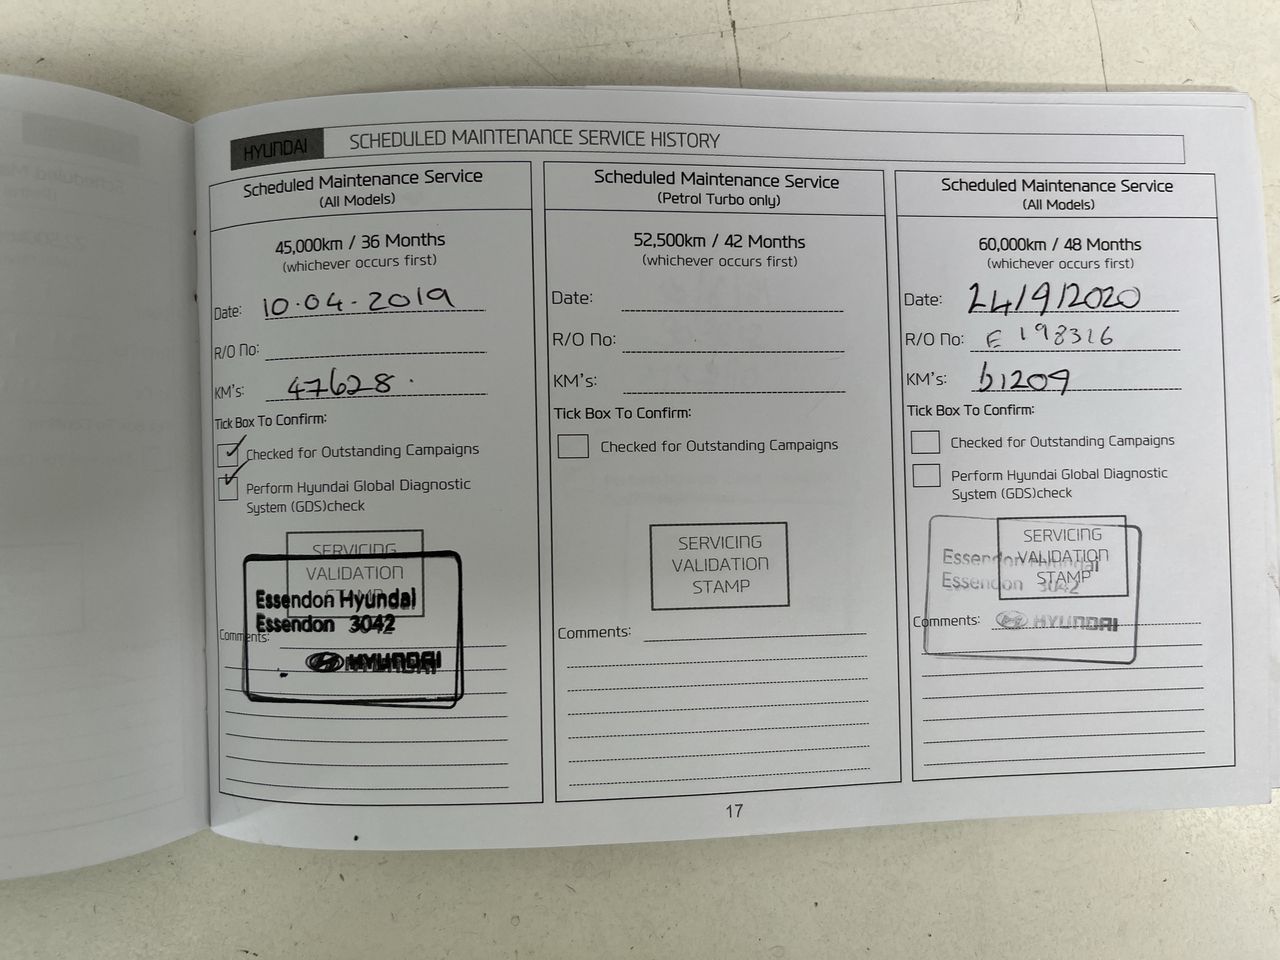 HYUNDAI
SCHEDULED MAINTENANCE SERVICE HISTORY
Scheduled Maintenance Service
(All Models)
45,000km / 36 Months
(whichever occurs first)
Date: 10.04-2019
R/O No:
KM's: 47628.
Tick Box To Confirm:
Checked for Outstanding Campaigns
Perform Hyundai Global Diagnostic
System (GDS)check
SERVICING
VALIDATION
STAMP
Essendon Hyundai
Essendon 3042
HYUNDAI
Comments:
Scheduled Maintenance Service
(Petrol Turbo only)
52,500km / 42 Months
(whichever occurs first)
Date:
R/O No:
KM's:
Tick Box To Confirm:
Checked for Outstanding Campaigns
SERVICING
VALIDATION
STAMP
Comments:
Scheduled Maintenance Service
(All Models)
60,000km / 48 Months
(whichever occurs first)
Date: 24/9/2020
R/O No: E 198316
KM's: 61209
Tick Box To Confirm:
Checked for Outstanding Campaigns
Perform Hyundai Global Diagnostic
System (GDS)check
SERVICING
VALIDATION
STAMP
Essendon Hyundai
Essendon 3042
HYUNDAI
Comments:
17